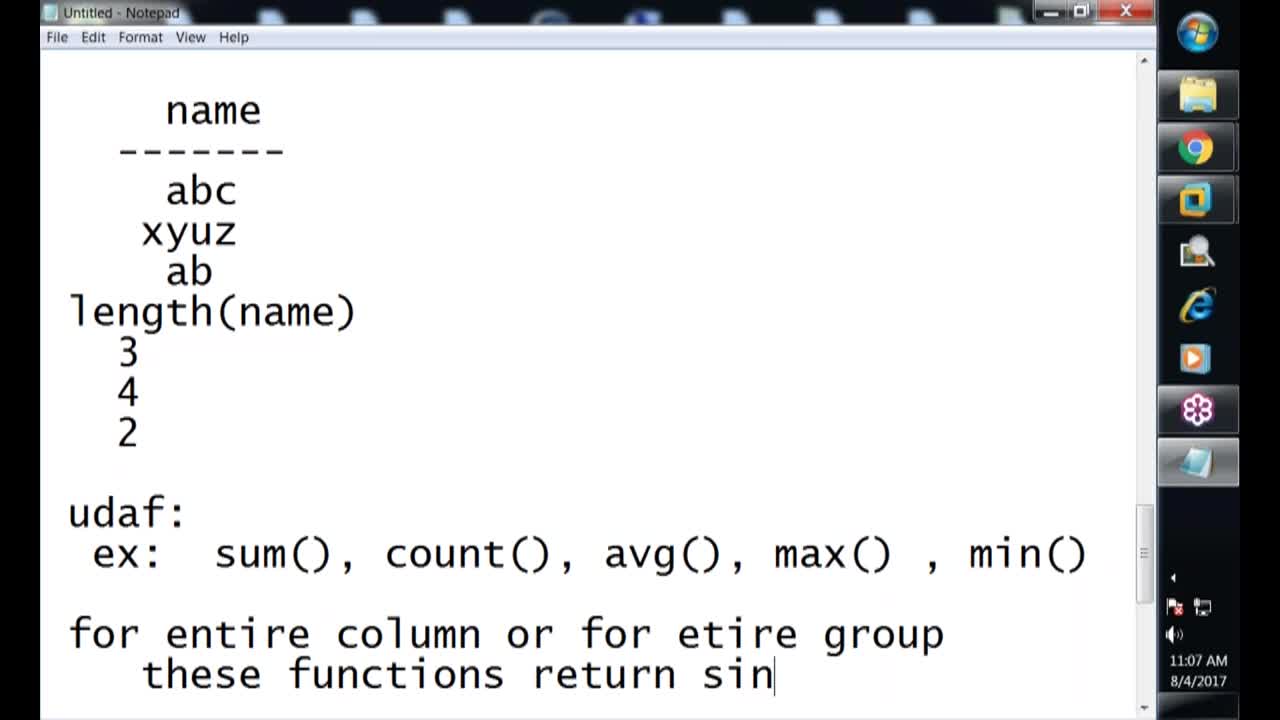 Untitled - Notepad
File Edit Format View Help
name
-------
abc
xyuz
ab
length(name)
3
4
2
udaf:
ex: sum(), count(), avg(), max() , min()
for entire column or for etire group
these functions return sin
11:07 AM
8/4/2017